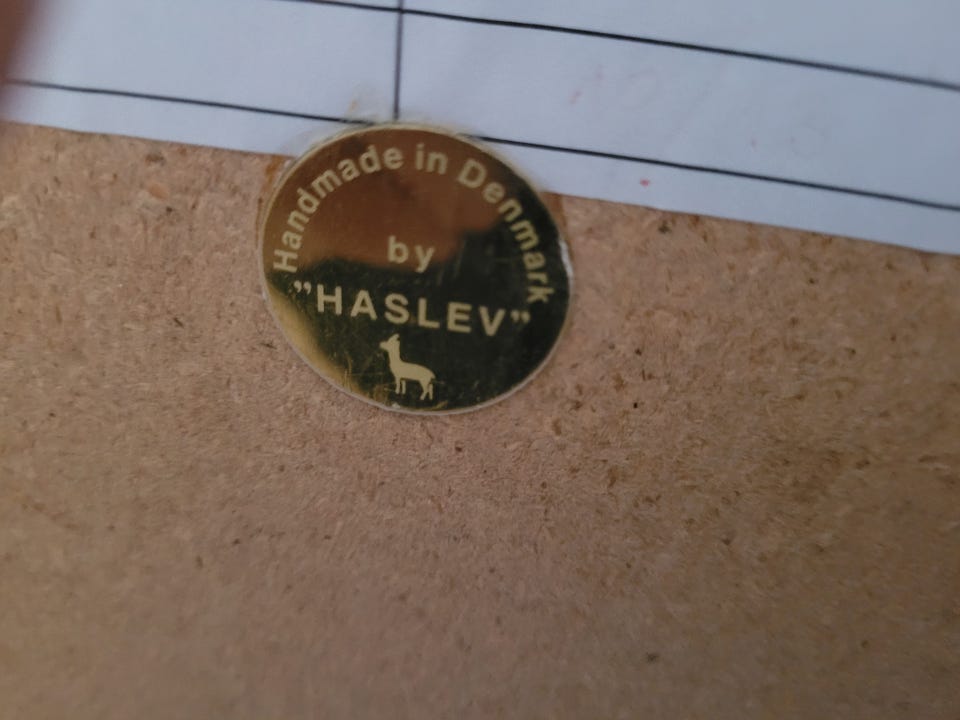 Handmade in Denmark
by
”HASLEV”